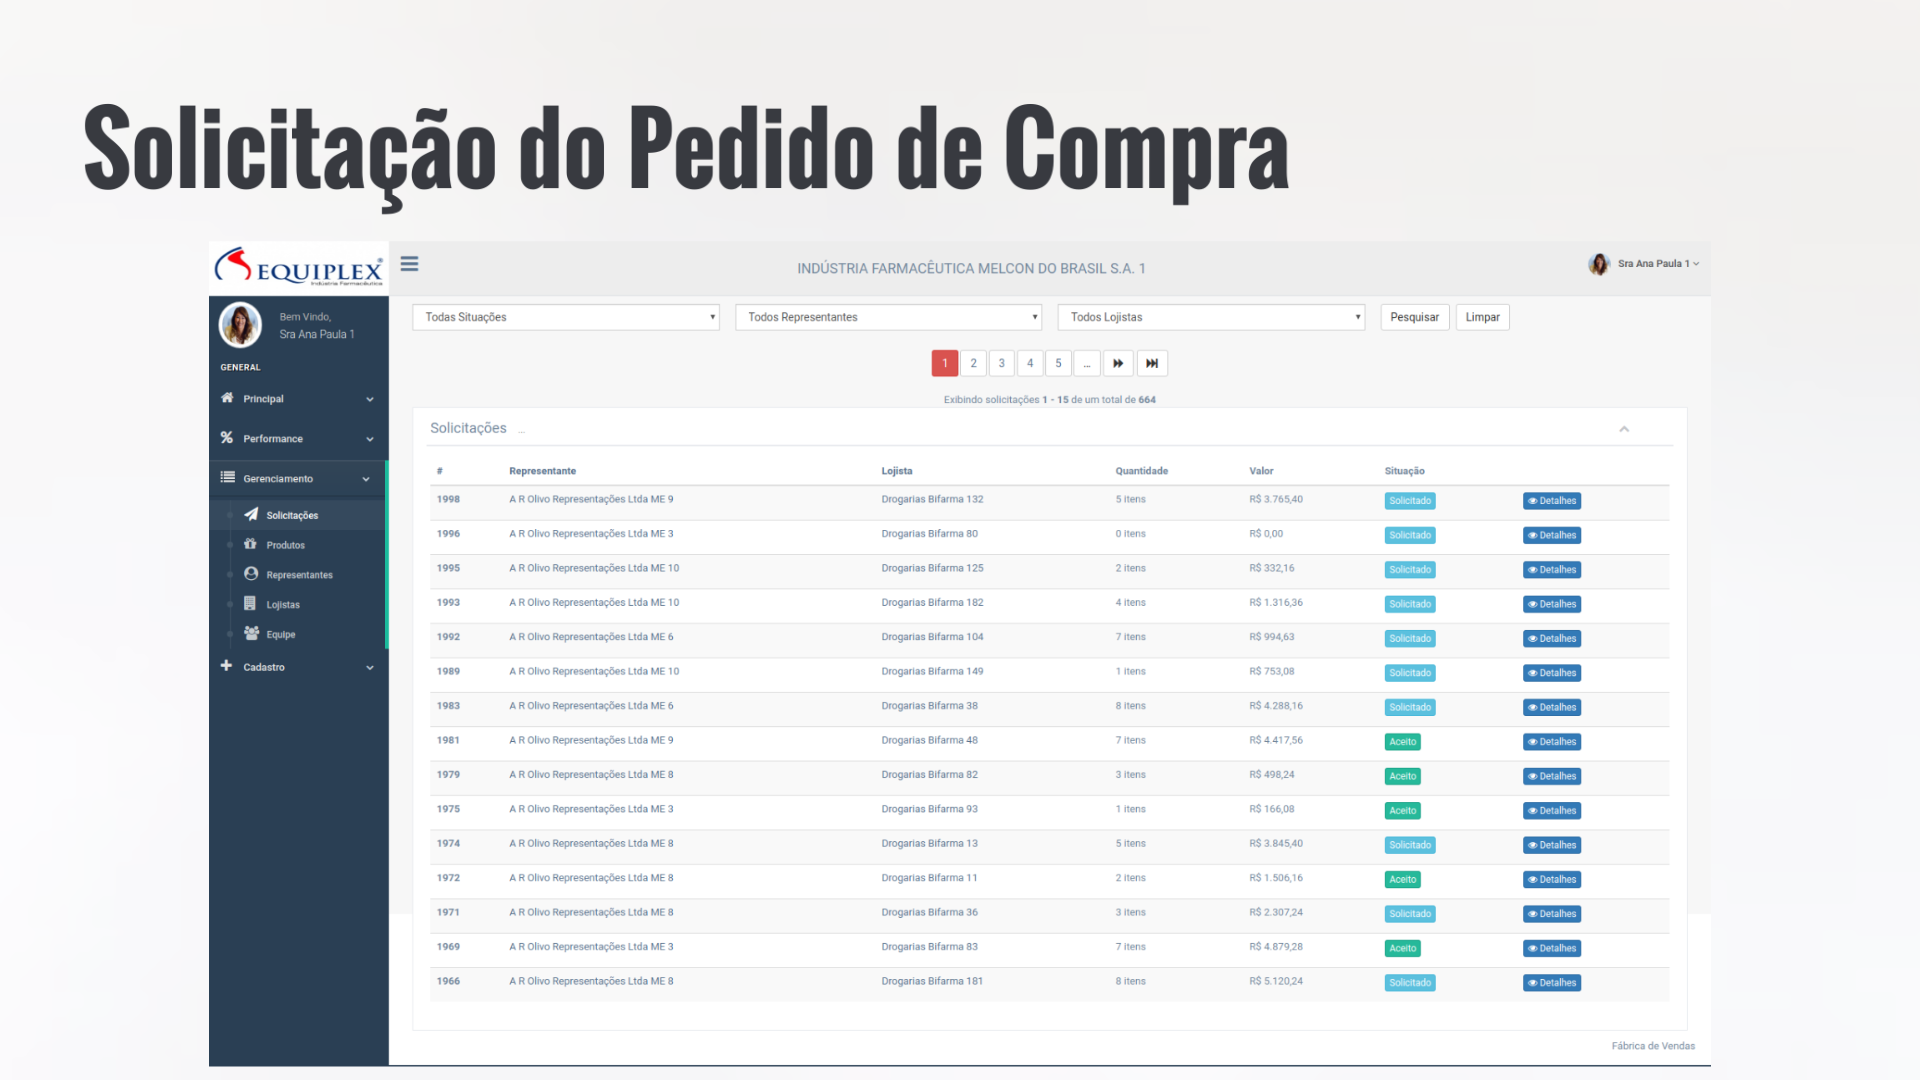 Solicitação do Pedido de Compra
EQUIPLEX®
Indústria Farmacêutica
INDÚSTRIA FARMACÊUTICA MELCON DO BRASIL S.A. 1
Sra Ana Paula 1
Bem Vindo,
Sra Ana Paula 1
GENERAL
Principal
Performance
Gerenciamento
Solicitações
Produtos
Representantes
Lojistas
Equipe
Cadastro
Todas Situações Todos Representantes Todos Lojistas Pesquisar Limpar
1 2 3 4 5 ...
Exibindo solicitações 1 - 15 de um total de 664
Solicitações ...
# Representante Lojista Quantidade Valor Situação
1998 A R Olivo Representações Ltda ME 9 Drogarias Bifarma 132 5 itens R$ 3.765,40 Solicitado Detalhes
1996 A R Olivo Representações Ltda ME 3 Drogarias Bifarma 80 0 itens R$ 0,00 Solicitado Detalhes
1995 A R Olivo Representações Ltda ME 10 Drogarias Bifarma 125 2 itens R$ 332,16 Solicitado Detalhes
1993 A R Olivo Representações Ltda ME 10 Drogarias Bifarma 182 4 itens R$ 1.316,36 Solicitado Detalhes
1992 A R Olivo Representações Ltda ME 6 Drogarias Bifarma 104 7 itens R$ 994,63 Solicitado Detalhes
1989 A R Olivo Representações Ltda ME 10 Drogarias Bifarma 149 1 itens R$ 753,08 Solicitado Detalhes
1983 A R Olivo Representações Ltda ME 6 Drogarias Bifarma 38 8 itens R$ 4.288,16 Solicitado Detalhes
1981 A R Olivo Representações Ltda ME 9 Drogarias Bifarma 48 7 itens R$ 4.417,56 Aceito Detalhes
1979 A R Olivo Representações Ltda ME 8 Drogarias Bifarma 82 3 itens R$ 498,24 Aceito Detalhes
1975 A R Olivo Representações Ltda ME 3 Drogarias Bifarma 93 1 itens R$ 166,08 Aceito Detalhes
1974 A R Olivo Representações Ltda ME 8 Drogarias Bifarma 13 5 itens R$ 3.845,40 Solicitado Detalhes
1972 A R Olivo Representações Ltda ME 8 Drogarias Bifarma 11 2 itens R$ 1.506,16 Aceito Detalhes
1971 A R Olivo Representações Ltda ME 8 Drogarias Bifarma 36 3 itens R$ 2.307,24 Solicitado Detalhes
1969 A R Olivo Representações Ltda ME 3 Drogarias Bifarma 83 7 itens R$ 4.879,28 Aceito Detalhes
1966 A R Olivo Representações Ltda ME 8 Drogarias Bifarma 181 8 itens R$ 5.120,24 Solicitado Detalhes
Fábrica de Vendas